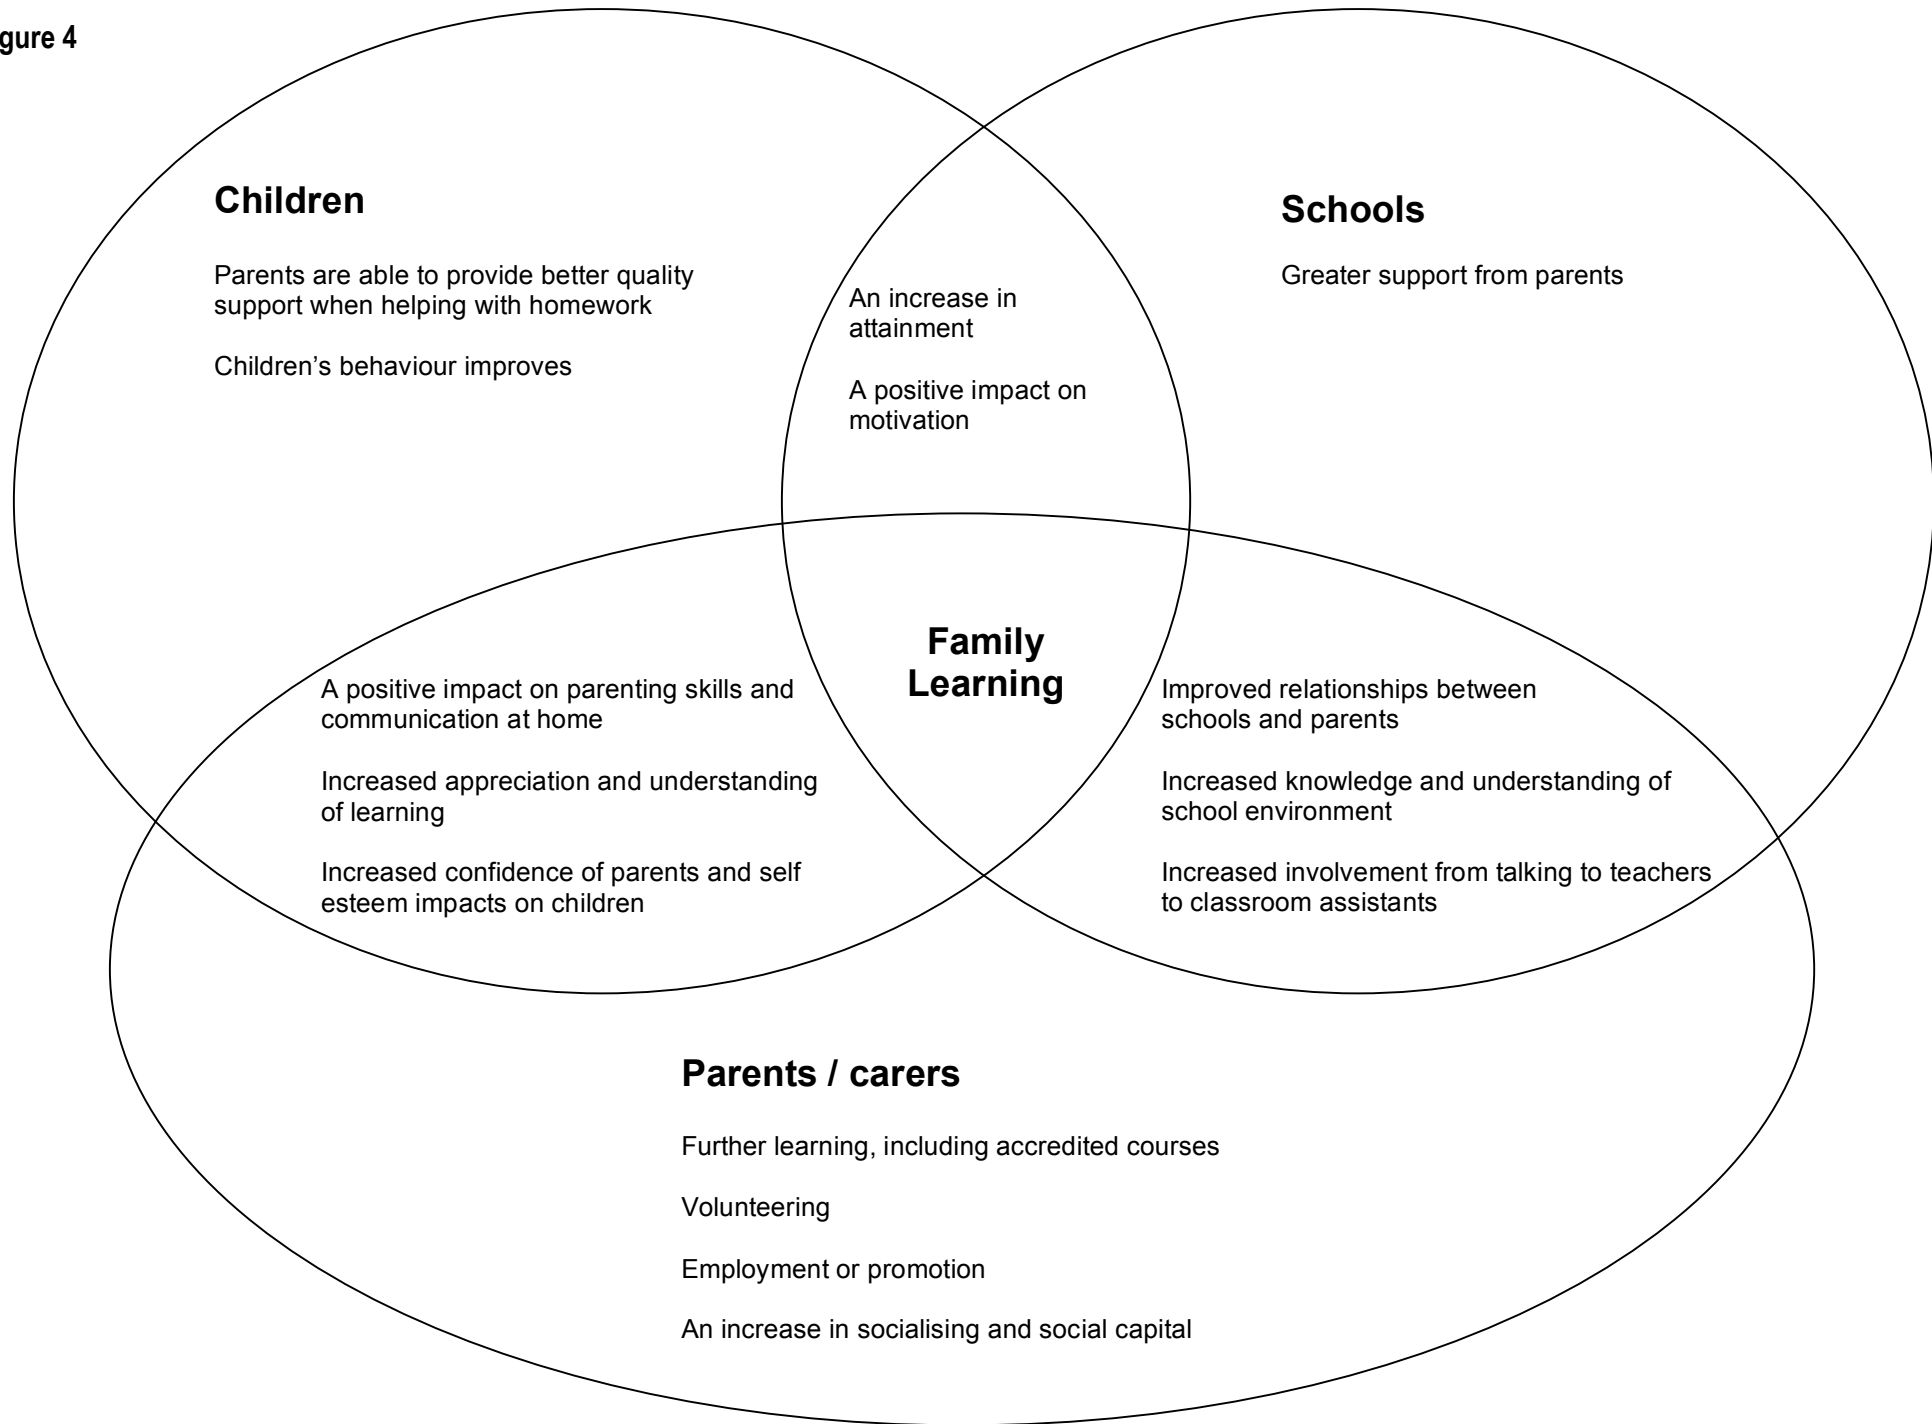 gure 4
Children
Parents are able to provide better quality
support when helping with homework
Children’s behaviour improves
An increase in
attainment
A positive impact on
motivation
Schools
Greater support from parents
Family
Learning
A positive impact on parenting skills and
communication at home
Increased appreciation and understanding
of learning
Increased confidence of parents and self
esteem impacts on children
Improved relationships between
schools and parents
Increased knowledge and understanding of
school environment
Increased involvement from talking to teachers
to classroom assistants
Parents / carers
Further learning, including accredited courses
Volunteering
Employment or promotion
An increase in socialising and social capital